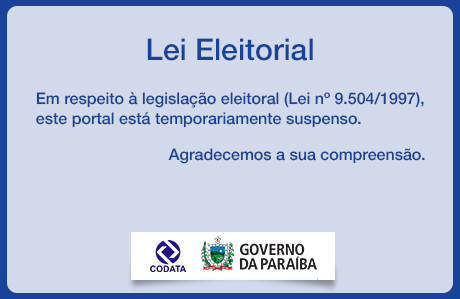 Lei Eleitorial
Em respeito à legislação eleitoral (Lei nº 9.504/1997),
este portal está temporariamente suspenso.
Agradecemos a sua compreensão.
CODATA
GOVERNO
DA PARAÍBA